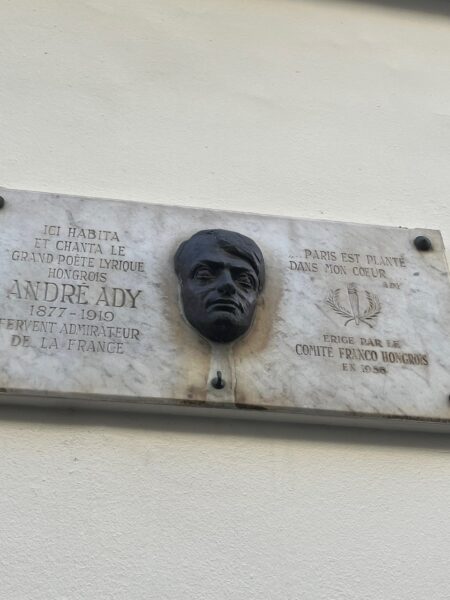 ICI HABITA
ET CHANTA LE
GRAND POÈTE LYRIQUE
HONGROIS
ANDRÉ ADY
1877-1919
FERVENT ADMIRATEUR
DE LA FRANCE
...PARIS EST PLANTÉ
DANS MON COEUR
ADY
ÉRIGÉ PAR LE
COMITÉ FRANCO HONGROIS
EN